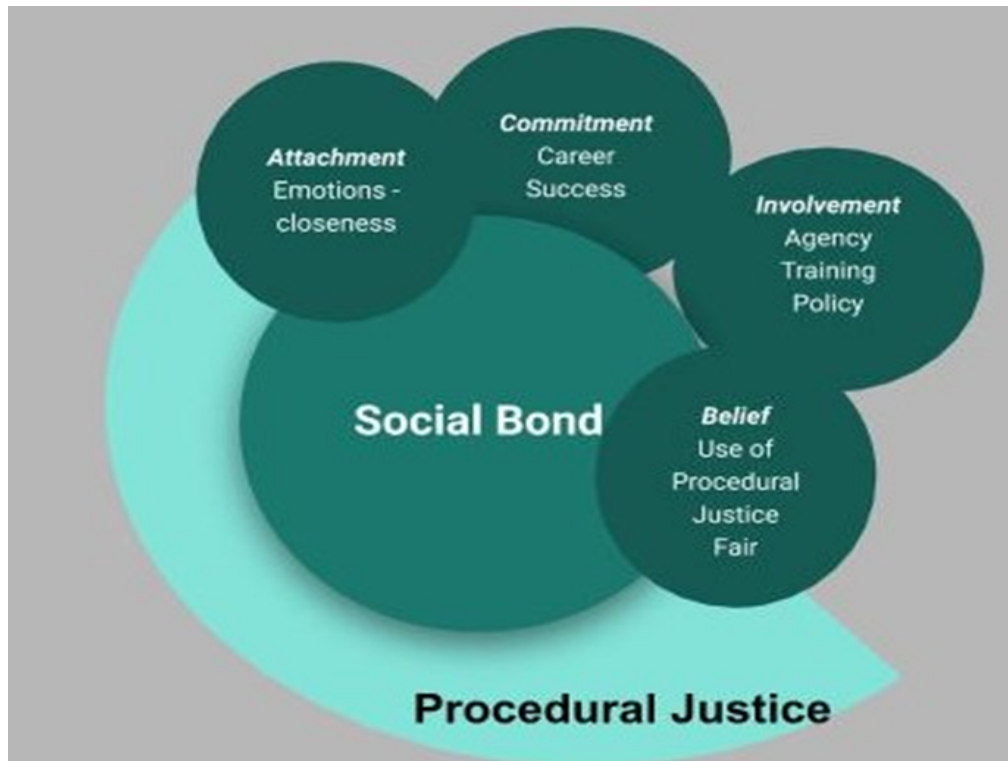 Attachment
Emotions -
closeness
Commitment
Career
Success
Involvement
Agency
Training
Policy
Belief
Use of
Procedural
Justice
Fair
Social Bond
Procedural Justice